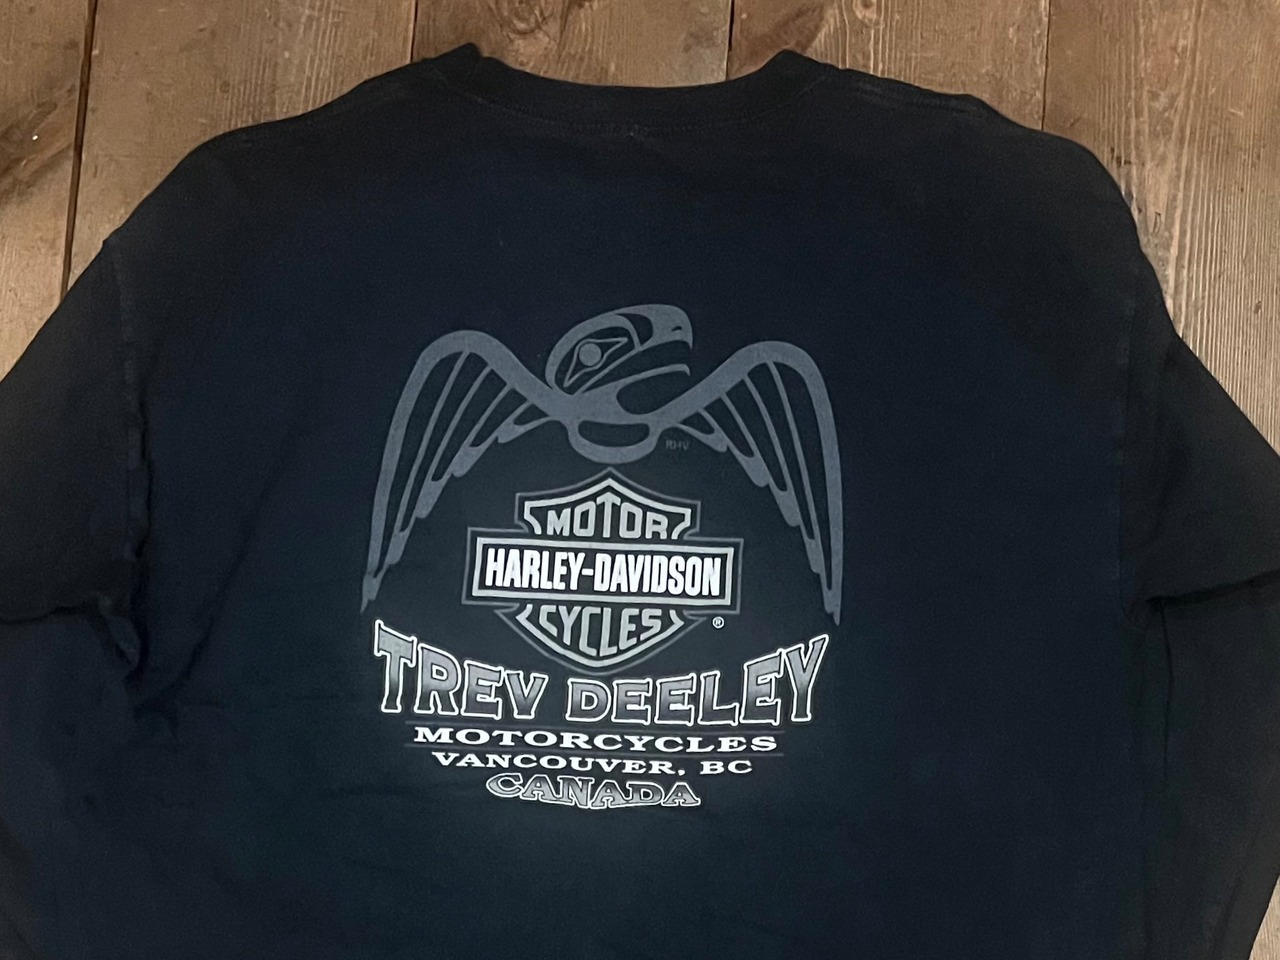 MOTOR
HARLEY-DAVIDSON
CYCLES
®
TREV DEELEY
MOTORCYCLES
VANCOUVER, BC
CANADA